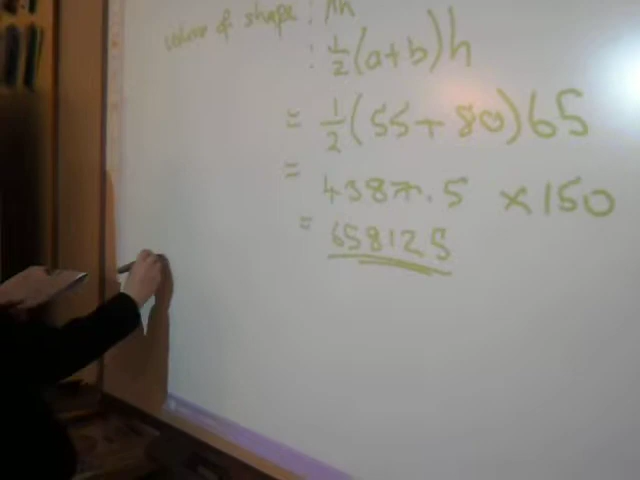 volume of shape : Ah
: 1/2 (a+b) h
= 1/2 (55+80) 65
= 4387.5 ×150
= 658125